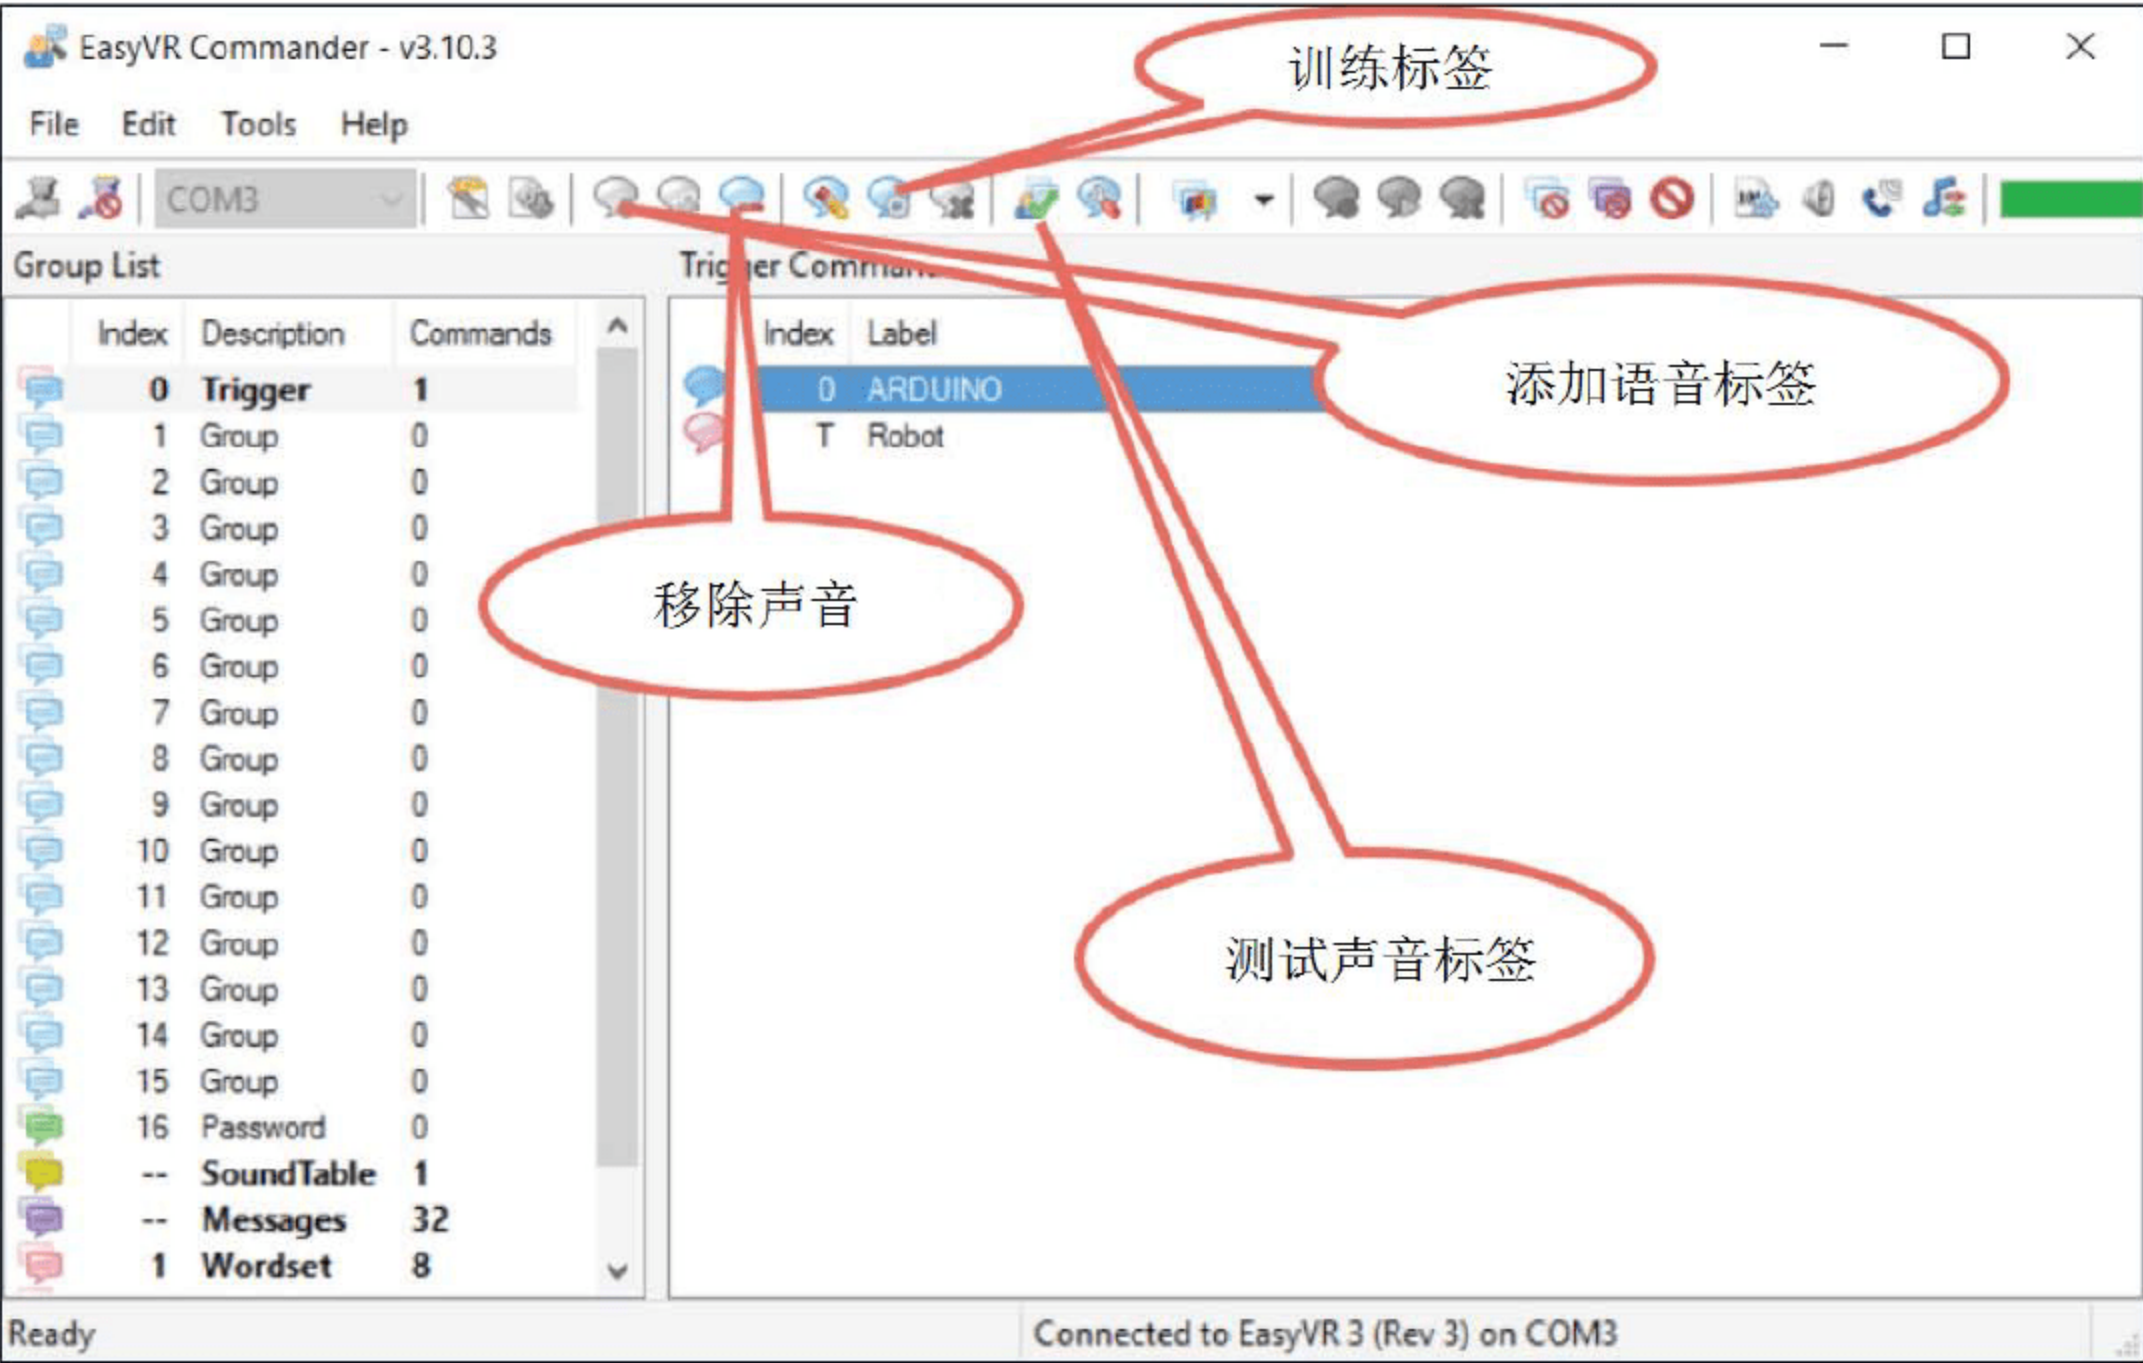 EasyVR Commander - v3.10.3
训练标签
File Edit Tools Help
COM3
Group List
Trigger
Index Description Commands
Index Label
0 Trigger 1
0 ARDUINO
添加语音标签
1 Group 0
T Robot
2 Group 0
3 Group 0
4 Group 0
移除声音
5 Group 0
6 Group 0
7 Group 0
8 Group 0
9 Group 0
10 Group 0
11 Group 0
测试声音标签
12 Group 0
13 Group 0
14 Group 0
15 Group 0
16 Password 0
-- SoundTable 1
-- Messages 32
1 Wordset 8
Ready
Connected to EasyVR 3 (Rev 3) on COM3